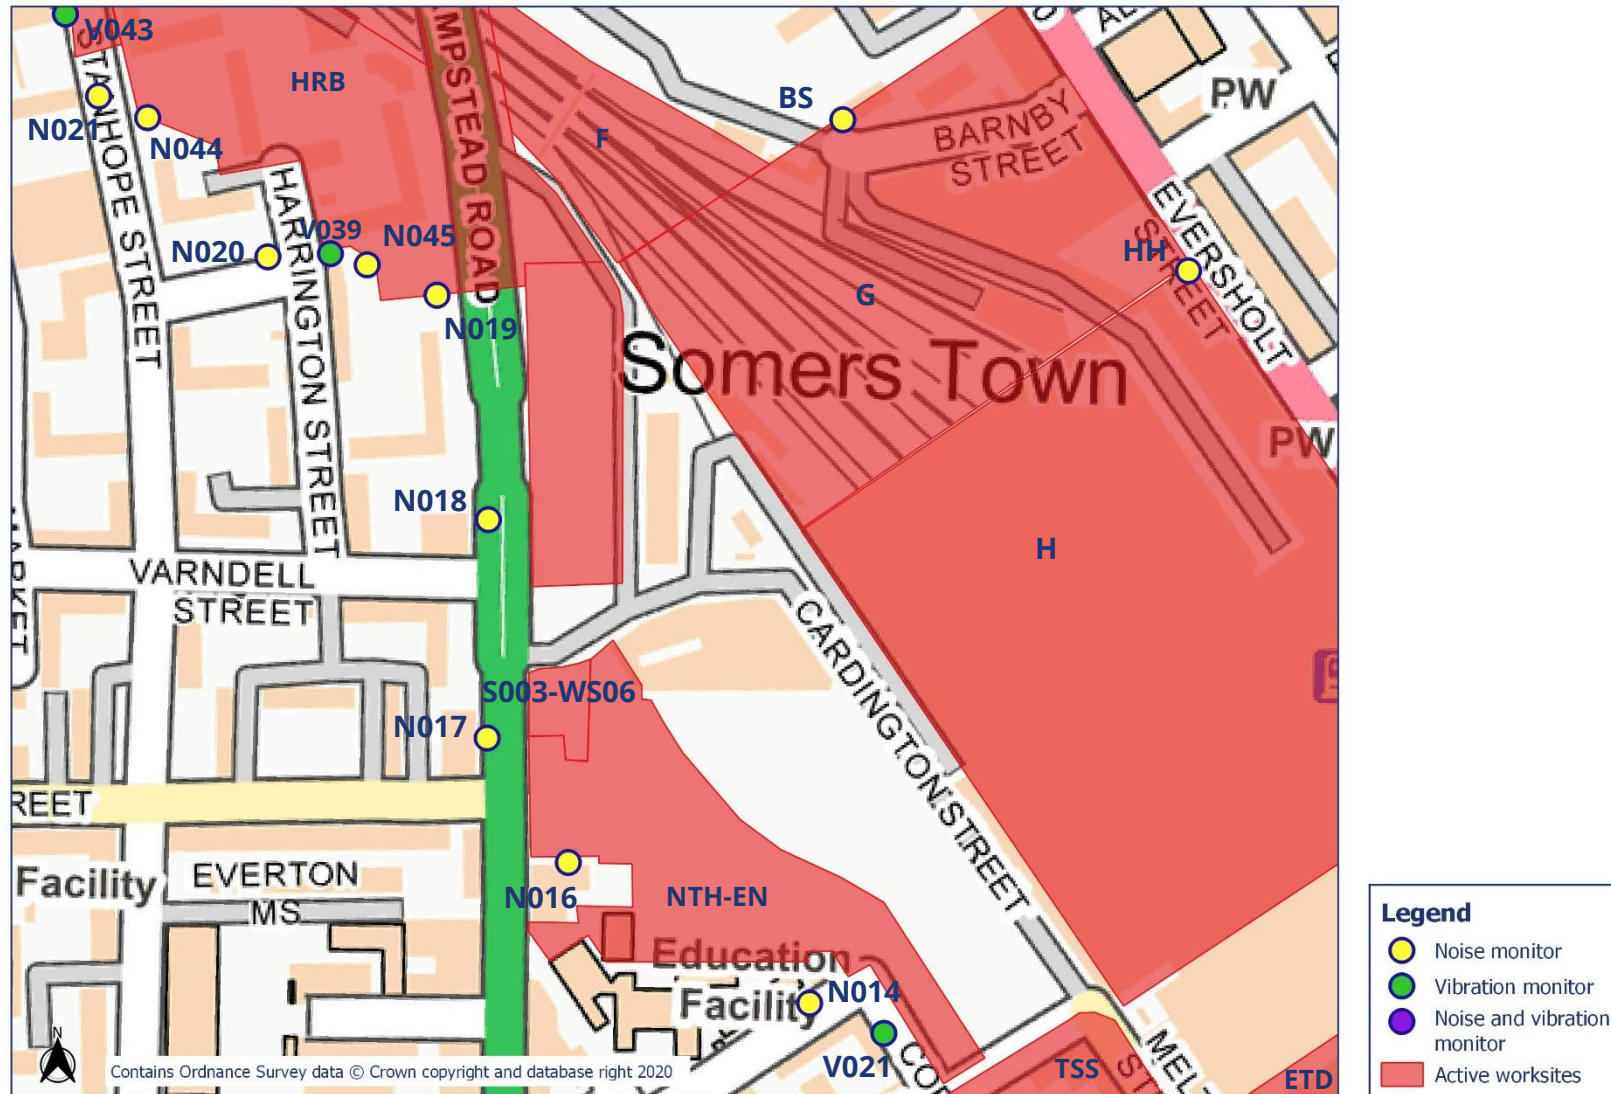 V043
HRB
N021
N044
STANHOPE STREET
HARRINGTON STREET
V039
N020
N045
N019
MPSTEAD ROAD
F
BS
BARNBY
STREET
PW
HH
EVERSHOLT
STREET
G
Somers Town
PW
N018
VARNDELL
STREET
H
CARDINGTON STREET
S003-WS06
N017
REET
Facility
EVERTON
MS
N016
NTH-EN
Education
Facility
N014
V021
TSS
ETD
N
Contains Ordnance Survey data © Crown copyright and database right 2020
Legend
Noise monitor
Vibration monitor
Noise and vibration
monitor
Active worksites